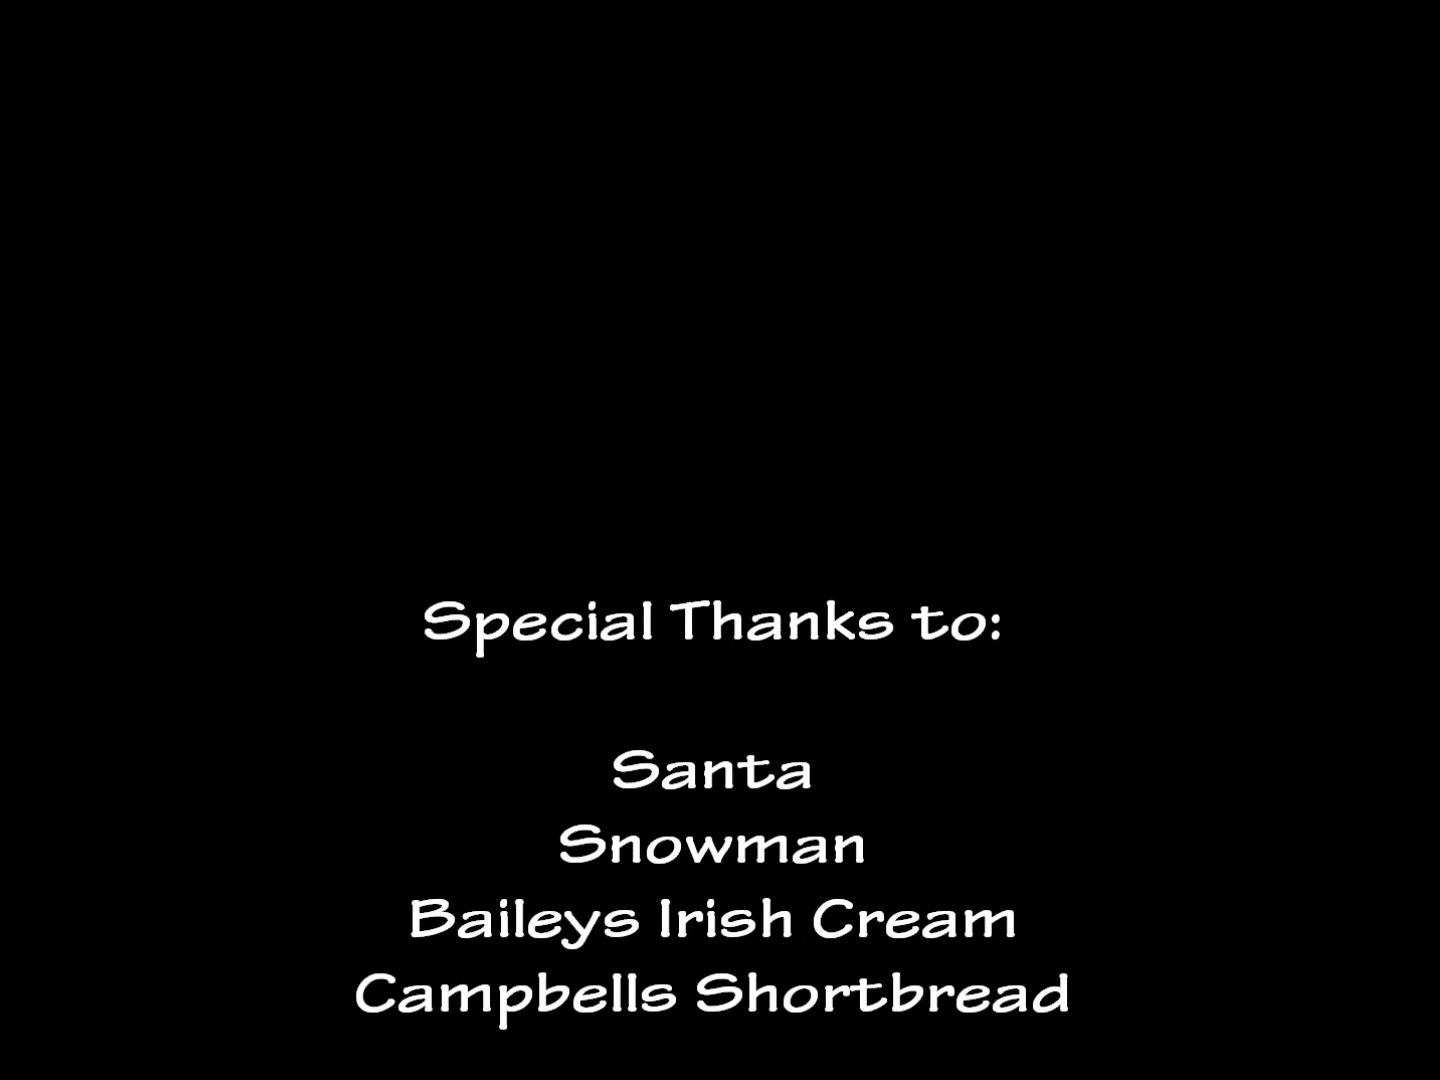 Special Thanks to:
Santa
Snowman
Baileys Irish Cream
Campbells Shortbread